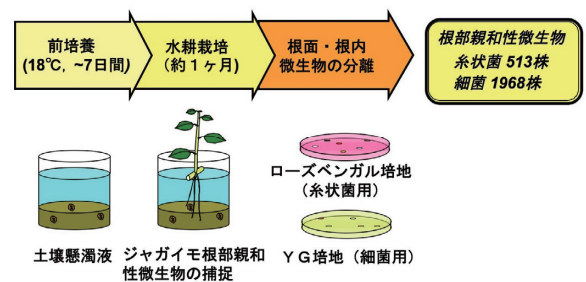 前培養
(18℃, ~7日間)
水耕栽培
（約1ヶ月）
根面・根内
微生物の分離
根部親和性微生物
糸状菌 513株
細菌 1968株
土壌懸濁液
ジャガイモ根部親和
性微生物の捕捉
ローズベンガル培地
（糸状菌用）
ＹＧ培地（細菌用）